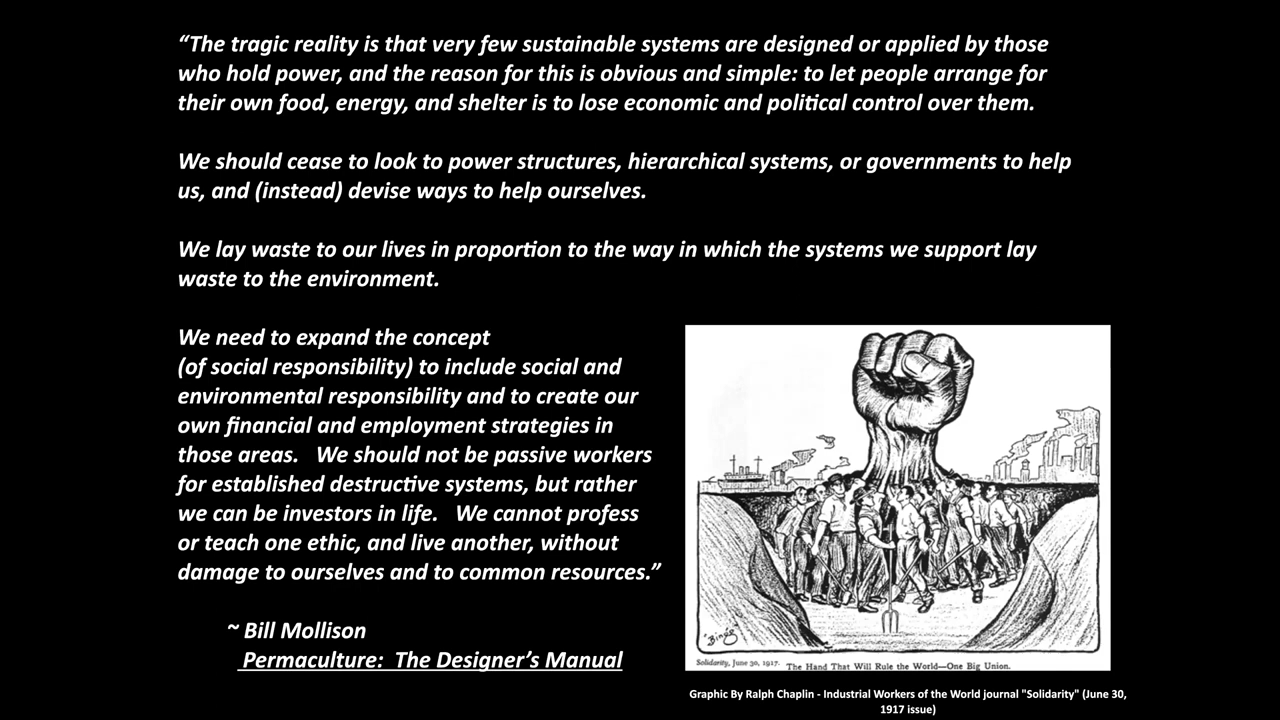 “The tragic reality is that very few sustainable systems are designed or applied by those
who hold power, and the reason for this is obvious and simple: to let people arrange for
their own food, energy, and shelter is to lose economic and political control over them.
We should cease to look to power structures, hierarchical systems, or governments to help
us, and (instead) devise ways to help ourselves.
We lay waste to our lives in proportion to the way in which the systems we support lay
waste to the environment.
We need to expand the concept
(of social responsibility) to include social and
environmental responsibility and to create our
own financial and employment strategies in
those areas.   We should not be passive workers
for established destructive systems, but rather
we can be investors in life.   We cannot profess
or teach one ethic, and live another, without
damage to ourselves and to common resources.”
~ Bill Mollison
Permaculture:  The Designer’s Manual
"Bingo"
Solidarity, June 30, 1917. The Hand That Will Rule the World—One Big Union.
Graphic By Ralph Chaplin - Industrial Workers of the World journal "Solidarity" (June 30,
1917 issue)